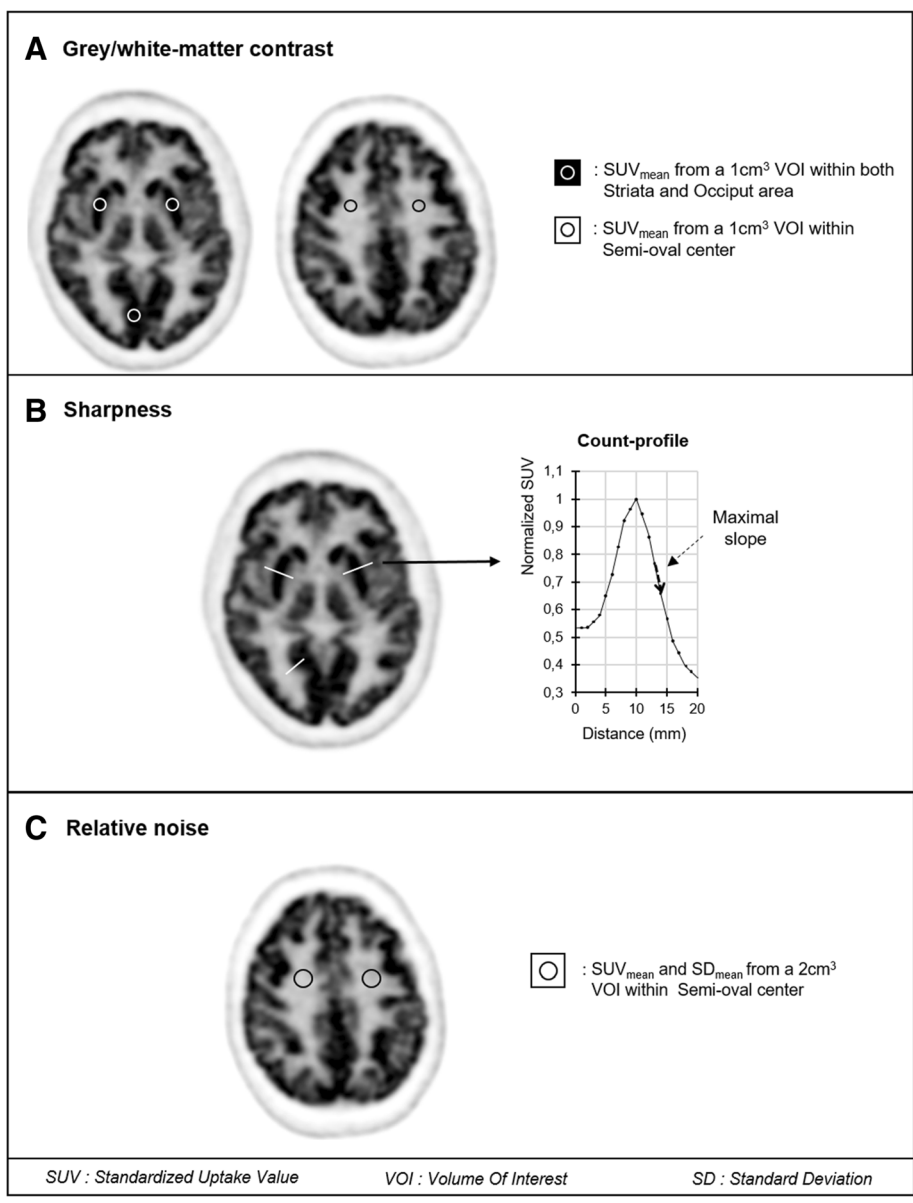 A Grey/white-matter contrast
: SUVmean from a 1cm³ VOI within both
Striata and Occiput area
: SUVmean from a 1cm³ VOI within
Semi-oval center
B Sharpness
Count-profile
Normalized SUV
1,1
1
0,9
0,8
0,7
0,6
0,5
0,4
0,3
0 5 10 15 20
Distance (mm)
Maximal
slope
C Relative noise
: SUVmean and SDmean from a 2cm³
VOI within Semi-oval center
SUV : Standardized Uptake Value VOI : Volume Of Interest SD : Standard Deviation